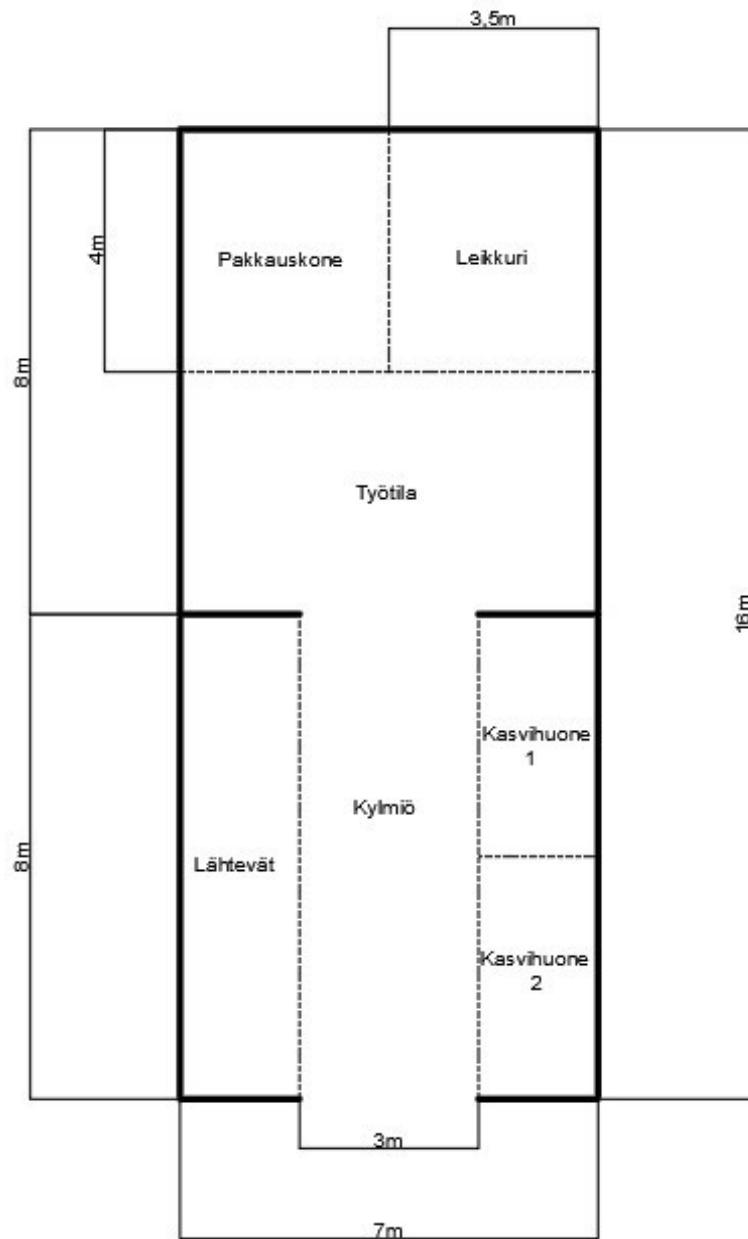 3,5m
4m
Pakkauskone
Leikkuri
8m
Työtila
16m
Kasvihuone
1
Kylmiö
8m
Lähtevät
Kasvihuone
2
3m
7m